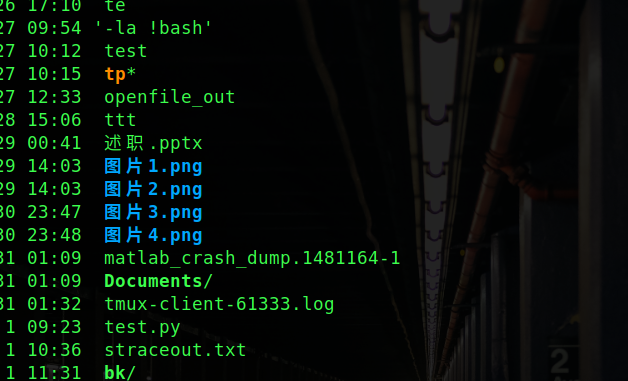 26 17:10 te
27 09:54 '-la !bash'
27 10:12 test
27 10:15 tp*
27 12:33 openfile_out
28 15:06 ttt
29 00:41 述职.pptx
29 14:03 图片1.png
29 14:03 图片2.png
30 23:47 图片3.png
30 23:48 图片4.png
31 01:09 matlab_crash_dump.1481164-1
31 01:09 Documents/
31 01:32 tmux-client-61333.log
1 09:23 test.py
1 10:36 straceout.txt
1 11:31 bk/
2